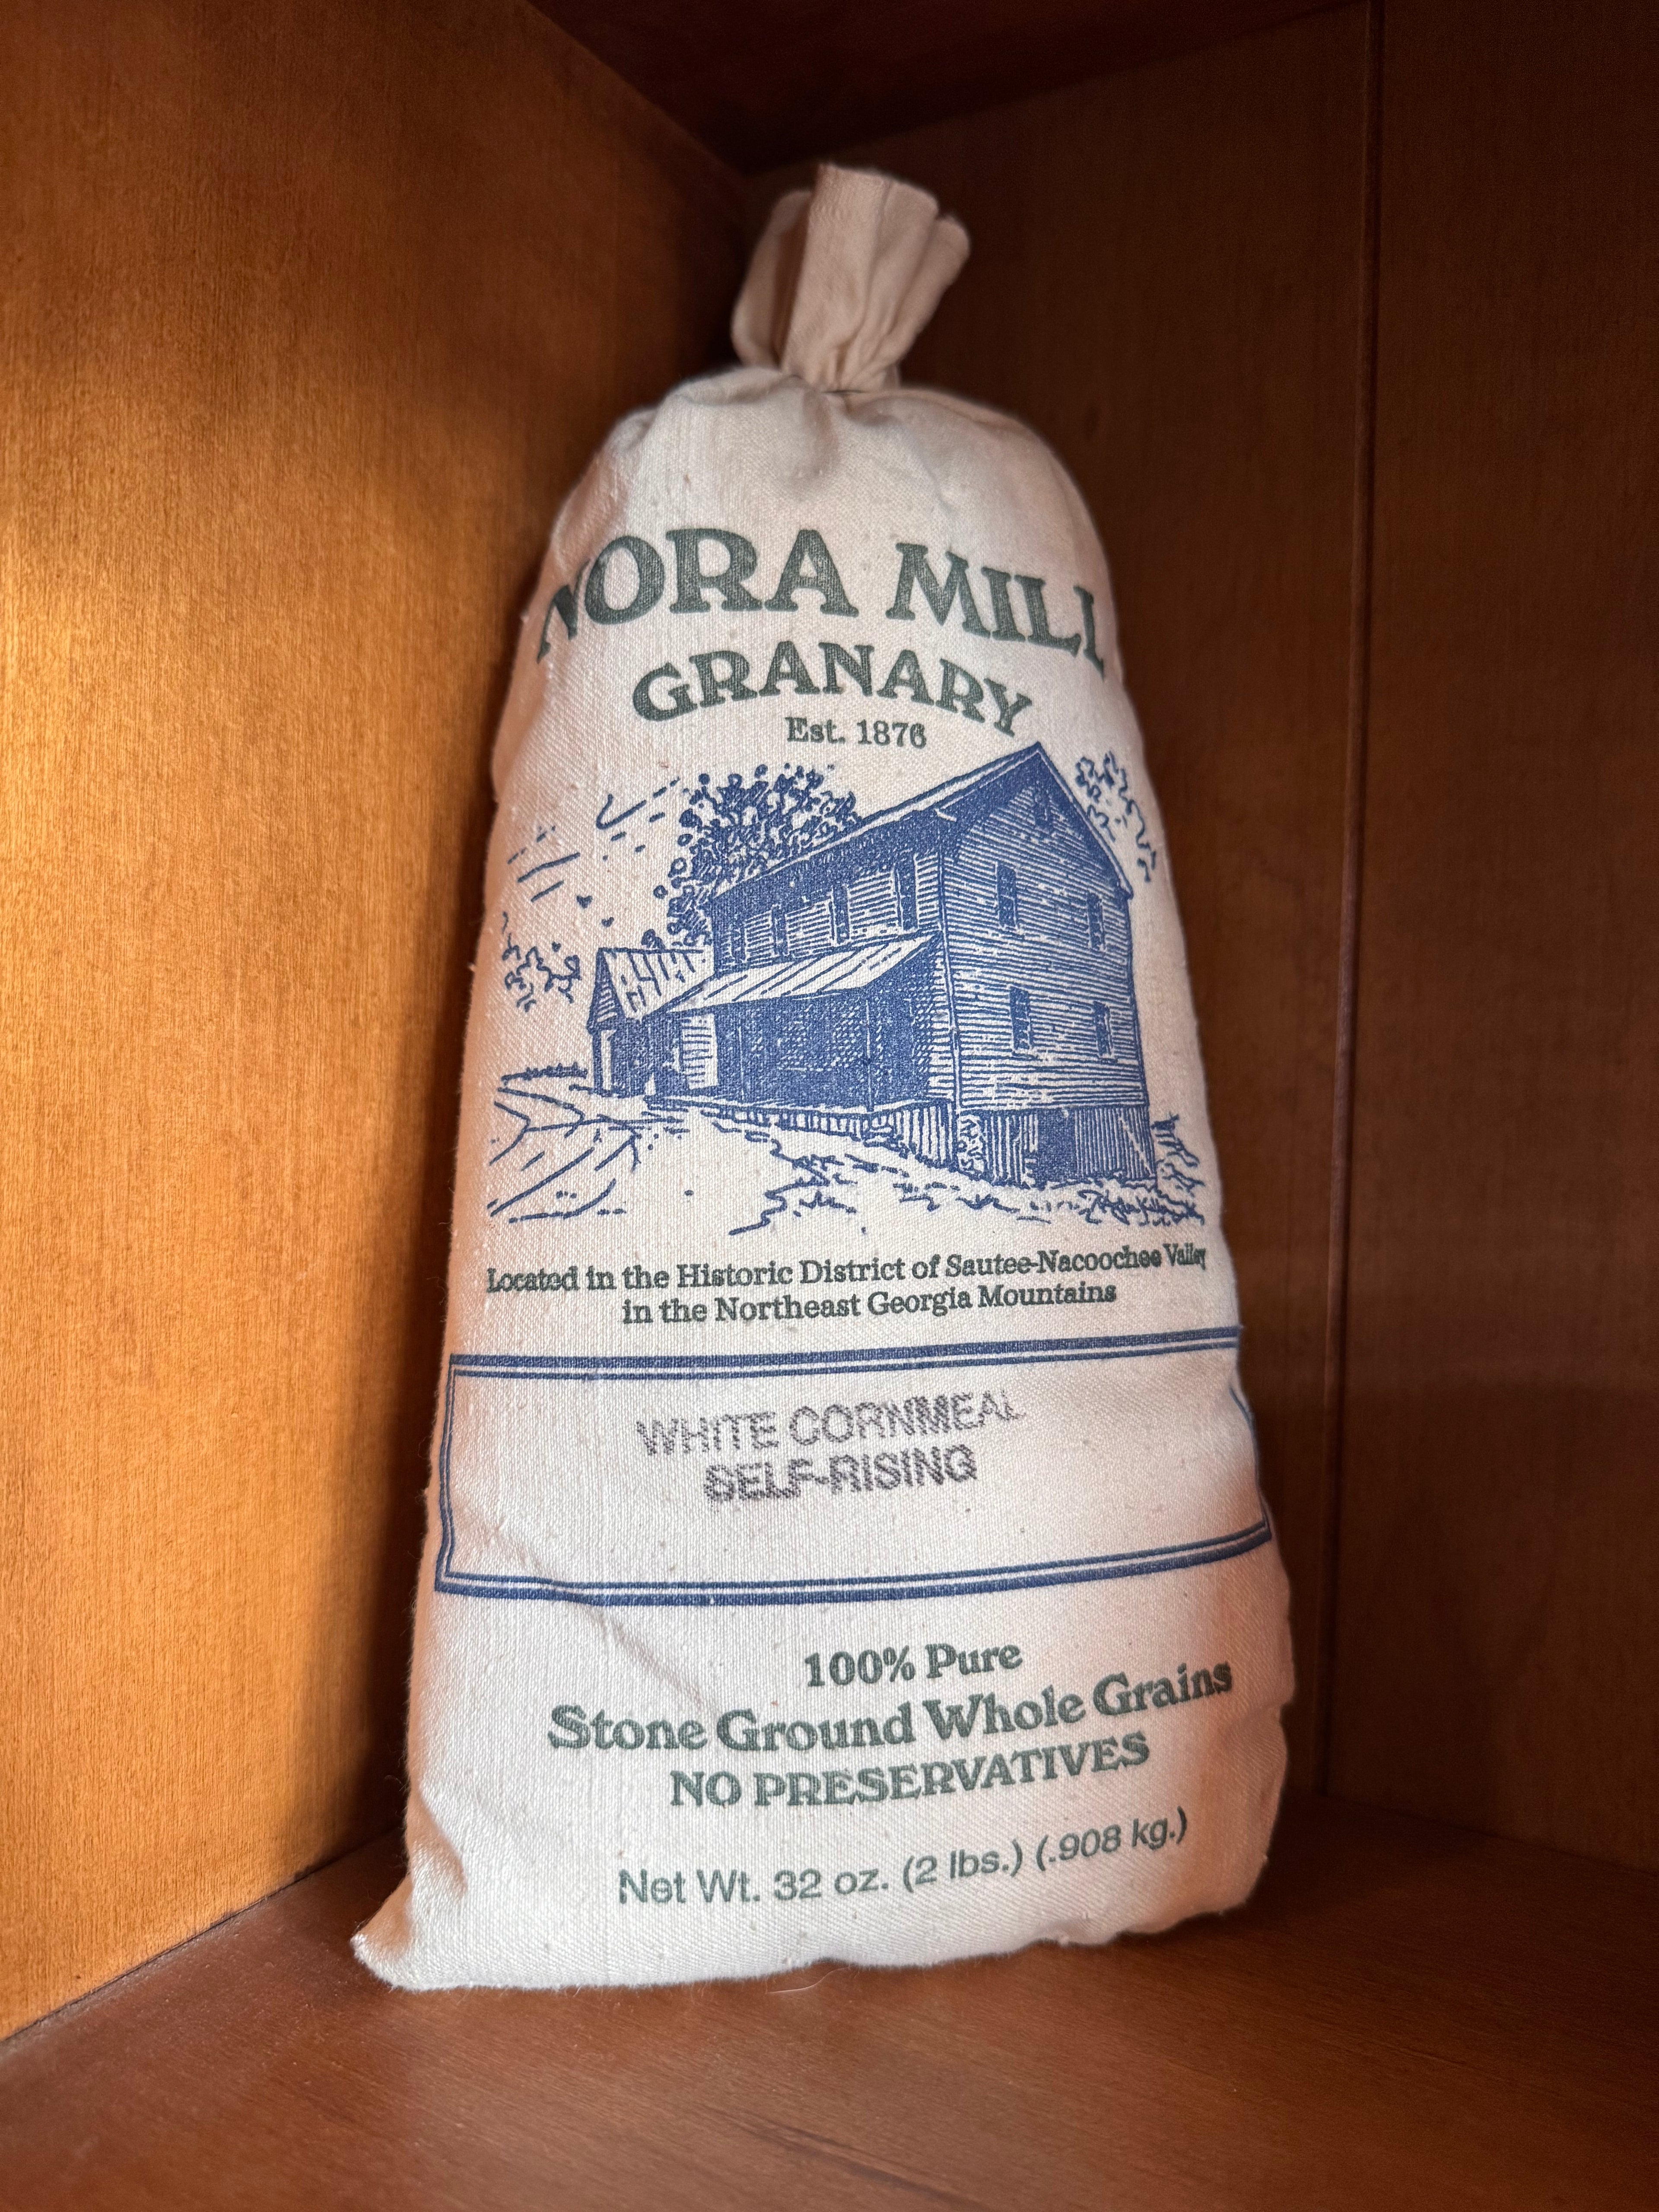 NORA MILL
GRANARY
Est. 1876
Located in the Historic District of Sautee-Nacoochee Valley
in the Northeast Georgia Mountains
WHITE CORNMEAL
SELF-RISING
100% Pure
Stone Ground Whole Grains
NO PRESERVATIVES
Net Wt. 32 oz. (2 lbs.) (.908 kg.)